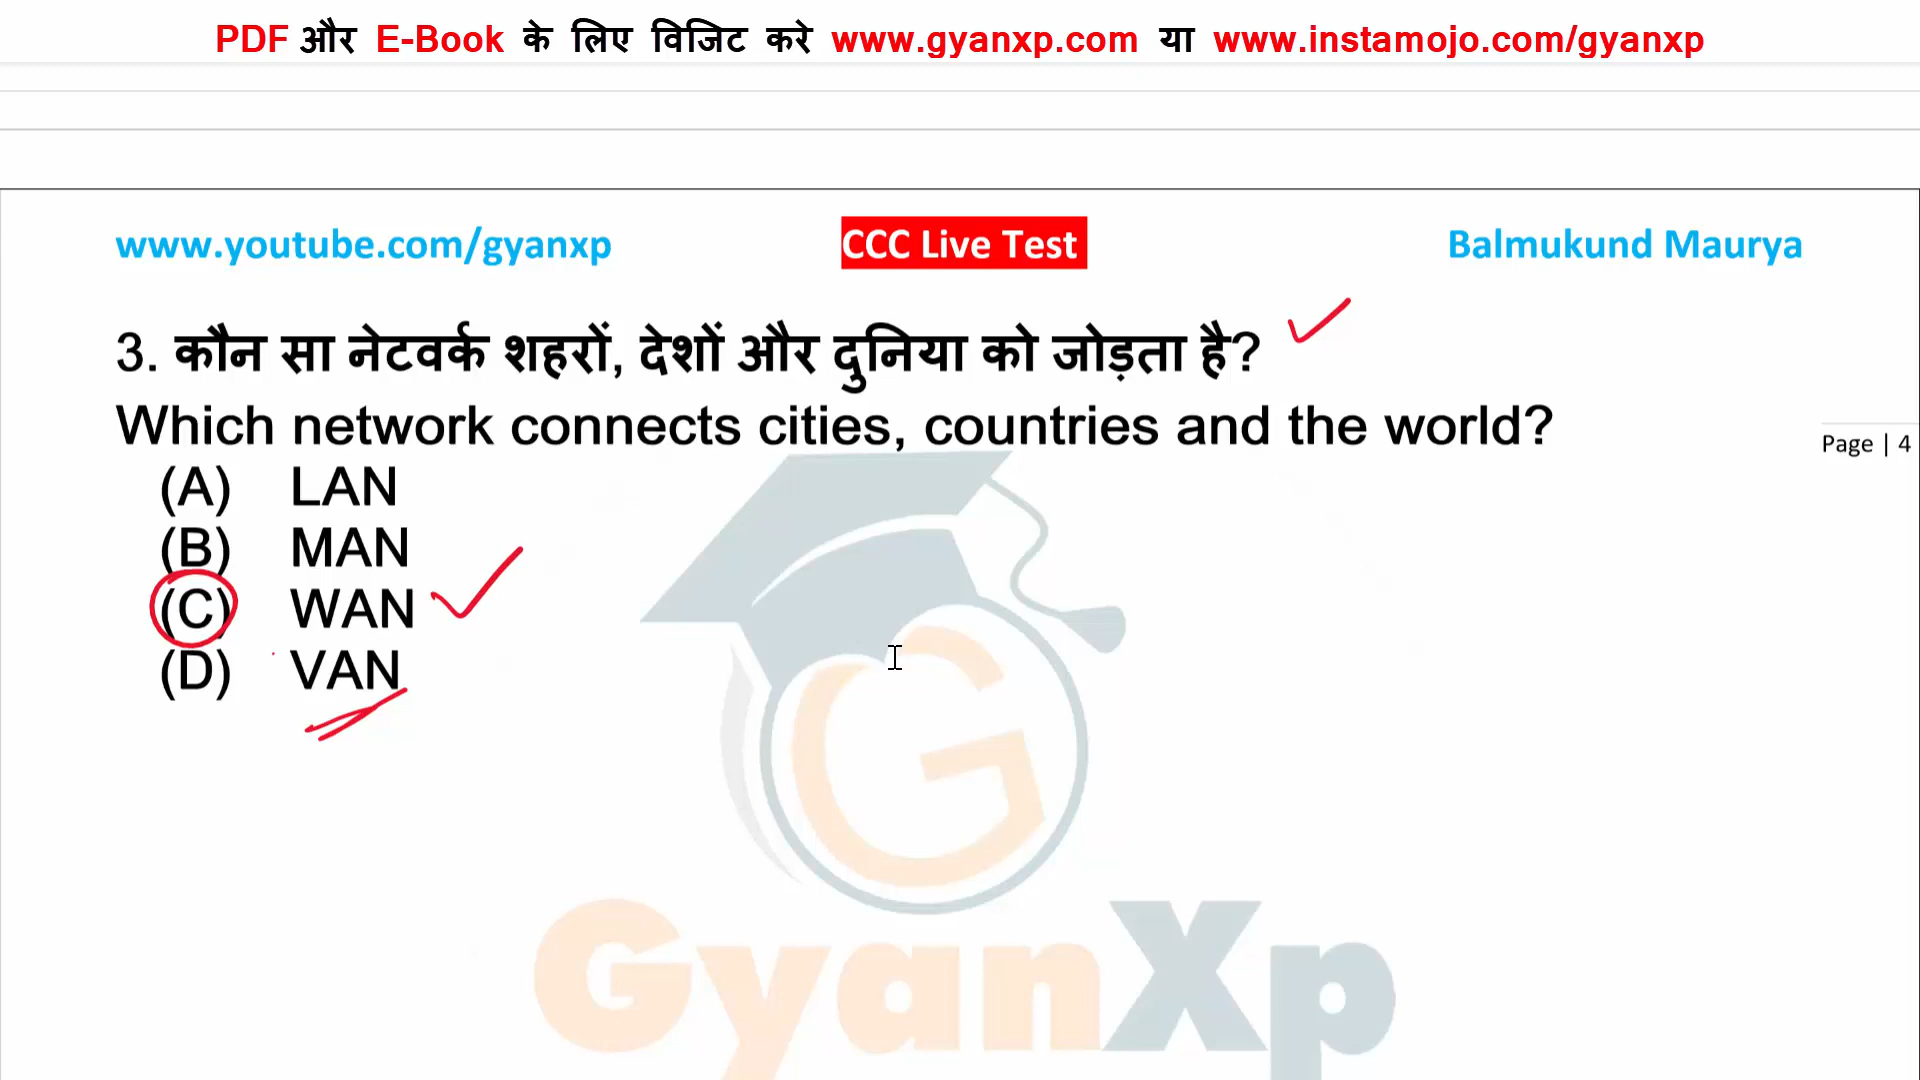 PDF और E-Book के लिए विजिट करे www.gyanxp.com या www.instamojo.com/gyanxp
www.youtube.com/gyanxp CCC Live Test Balmukund Maurya
3. कौन सा नेटवर्क शहरों, देशों और दुनिया को जोड़ता है?
Which network connects cities, countries and the world?
Page | 4
(A) LAN
(B) MAN
(C) WAN
(D) VAN
G
GyanXp